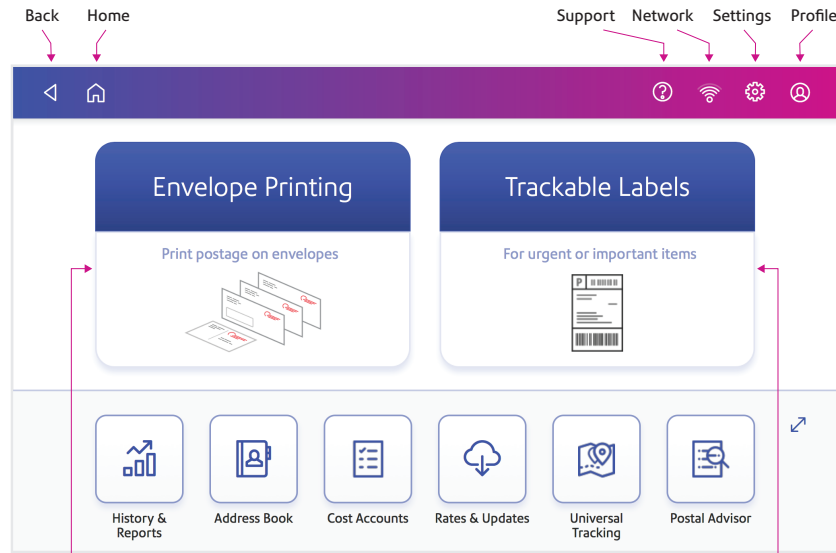 Back Home Support Network Settings Profile
Envelope Printing
Trackable Labels
Print postage on envelopes
For urgent or important items
P
History &
Reports
Address Book
Cost Accounts
Rates & Updates
Universal
Tracking
Postal Advisor